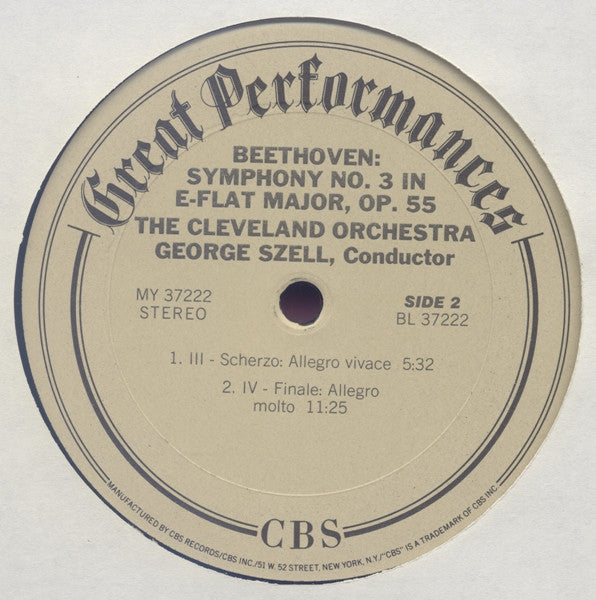 Great Performances
BEETHOVEN:
SYMPHONY NO. 3 IN
E-FLAT MAJOR, OP. 55
THE CLEVELAND ORCHESTRA
GEORGE SZELL, Conductor
MY 37222
STEREO
SIDE 2
BL 37222
1. III - Scherzo: Allegro vivace 5:32
2. IV - Finale: Allegro
molto 11:25
CBS
MANUFACTURED BY CBS RECORDS/CBS INC./51 W. 52 STREET, NEW YORK, N.Y./"CBS" IS A TRADEMARK OF CBS INC.